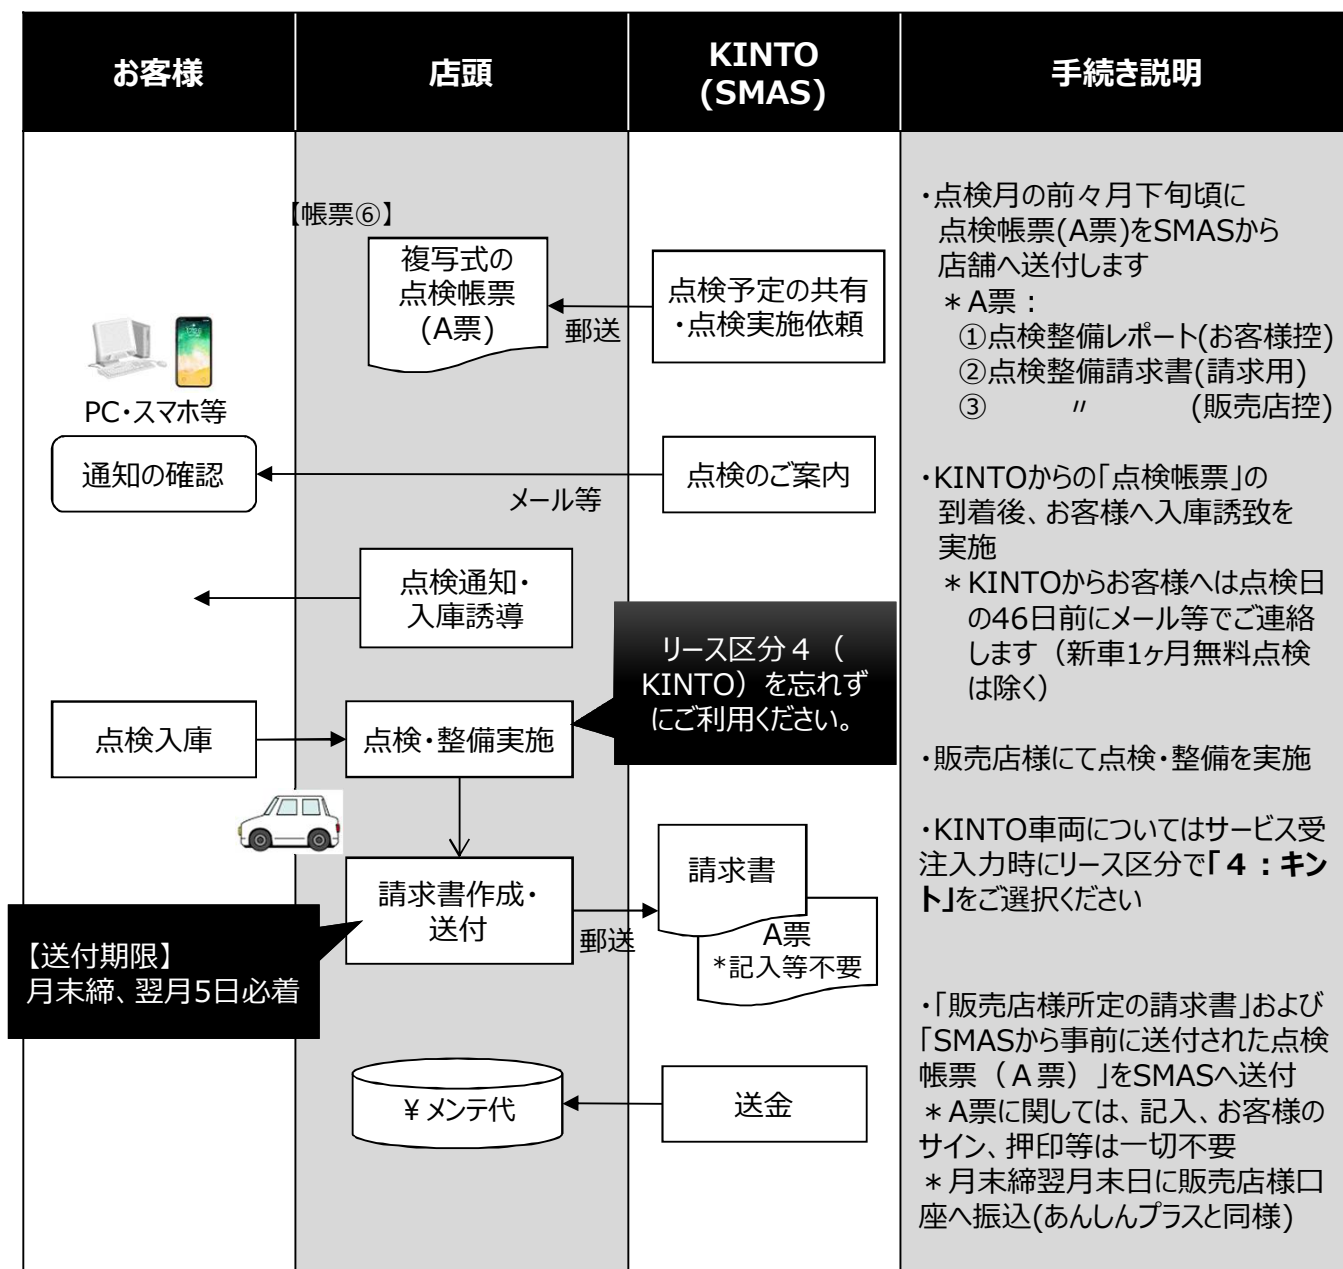 お客様
店頭
KINTO
(SMAS)
手続き説明
【帳票⑥】
複写式の
点検帳票
(A票)
郵送
点検予定の共有
・点検実施依頼
PC・スマホ等
通知の確認
メール等
点検のご案内
点検通知・
入庫誘導
リース区分４（
KINTO）を忘れず
にご利用ください。
点検入庫
点検・整備実施
請求書作成・
送付
郵送
請求書
A票
*記入等不要
【送付期限】
月末締、翌月5日必着
￥メンテ代
送金
・点検月の前々月下旬頃に
点検帳票(A票)をSMASから
店舗へ送付します
＊A票：
①点検整備レポート(お客様控)
②点検整備請求書(請求用)
③ 〃 (販売店控)
・KINTOからの「点検帳票」の
到着後、お客様へ入庫誘致を
実施
＊KINTOからお客様へは点検日
の46日前にメール等でご連絡
します（新車1ヶ月無料点検
は除く）
・販売店様にて点検・整備を実施
・KINTO車両についてはサービス受
注入力時にリース区分で「４：キン
ト」をご選択ください
・「販売店様所定の請求書」および
「SMASから事前に送付された点検
帳票（Ａ票）」をSMASへ送付
＊A票に関しては、記入、お客様の
サイン、押印等は一切不要
＊月末締翌月末日に販売店様口
座へ振込(あんしんプラスと同様)